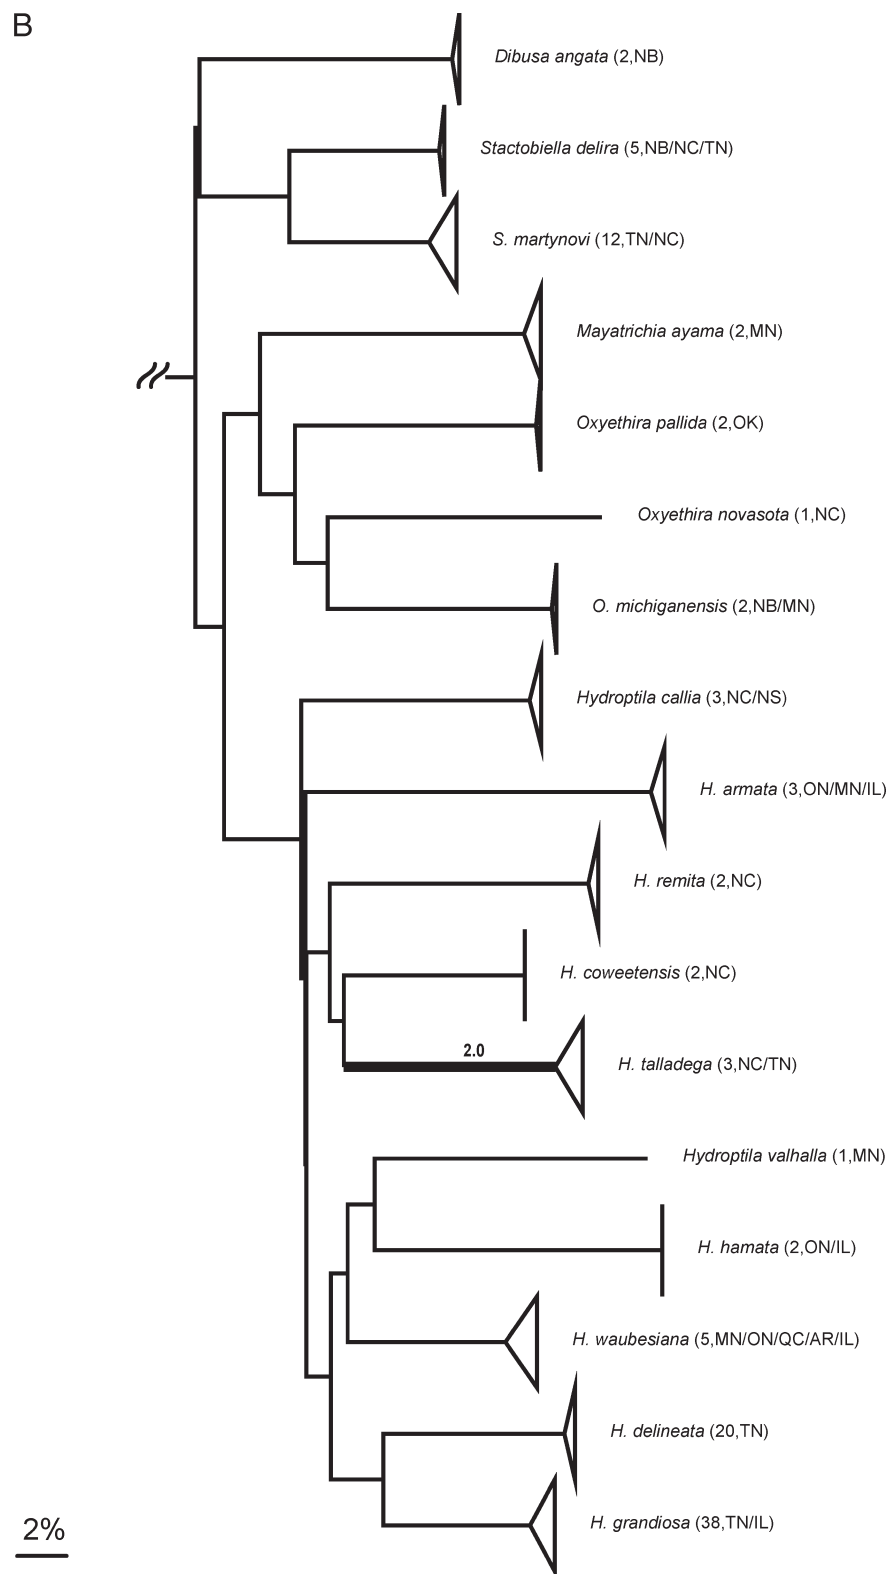 B
Dibusa angata (2,NB)
Stactobiella delira (5,NB/NC/TN)
S. martynovi (12,TN/NC)
Mayatrichia ayama (2,MN)
Oxyethira pallida (2,OK)
Oxyethira novasota (1,NC)
O. michiganensis (2,NB/MN)
Hydroptila callia (3,NC/NS)
H. armata (3,ON/MN/IL)
H. remita (2,NC)
H. coweetensis (2,NC)
2.0
H. talladega (3,NC/TN)
Hydroptila valhalla (1,MN)
H. hamata (2,ON/IL)
H. waubesiana (5,MN/ON/QC/AR/IL)
H. delineata (20,TN)
H. grandiosa (38,TN/IL)
2%